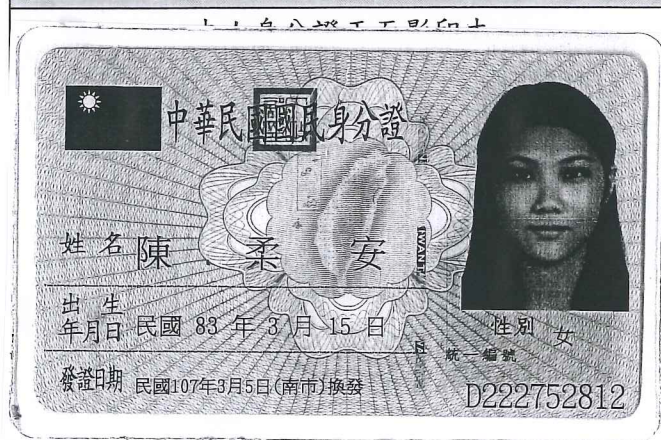 中華民國國民身分證
姓名 陳柔安
出生年月日 民國 83 年 3 月 15 日
性別 女
統一編號
發證日期 民國107年3月5日(南市)換發
D222752812